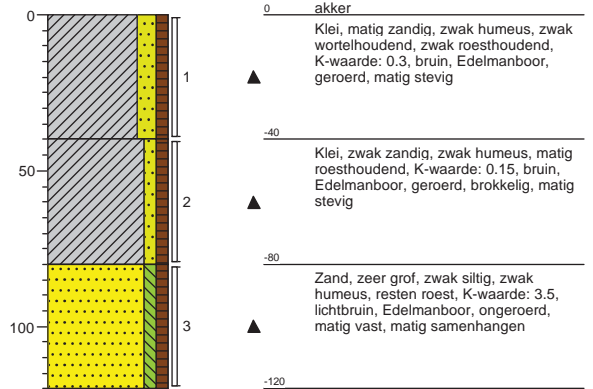 0
0
akker
Klei, matig zandig, zwak humeus, zwak
wortelhoudend, zwak roesthoudend,
K-waarde: 0.3, bruin, Edelmanboor,
geroerd, matig stevig
1
-40
Klei, zwak zandig, zwak humeus, matig
roesthoudend, K-waarde: 0.15, bruin,
Edelmanboor, geroerd, brokkelig, matig
stevig
50
2
-80
Zand, zeer grof, zwak siltig, zwak
humeus, resten roest, K-waarde: 3.5,
lichtbruin, Edelmanboor, ongeroerd,
matig vast, matig samenhangen
100
3
-120